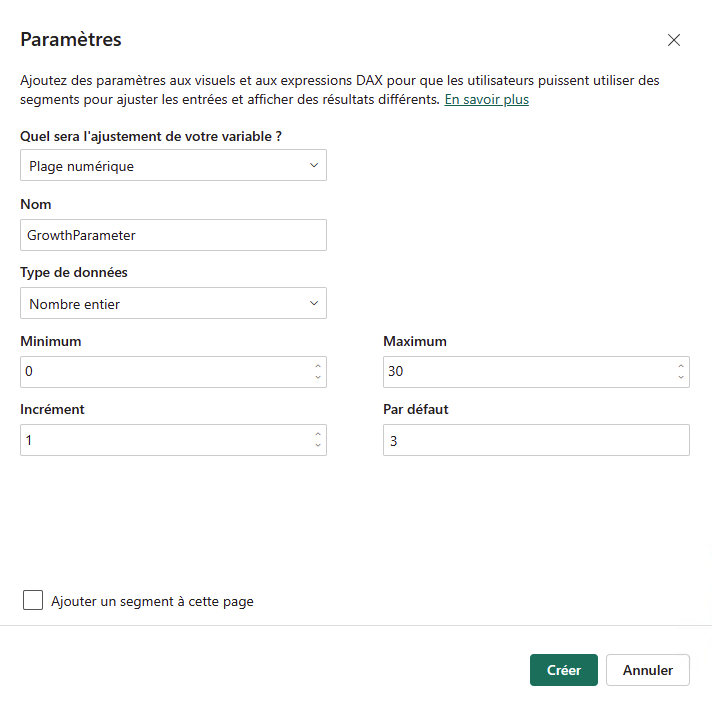 Paramètres
Ajoutez des paramètres aux visuels et aux expressions DAX pour que les utilisateurs puissent utiliser des
segments pour ajuster les entrées et afficher des résultats différents. En savoir plus
Quel sera l'ajustement de votre variable ?
Plage numérique
Nom
GrowthParameter
Type de données
Nombre entier
Minimum
Maximum
0
30
Incrément
Par défaut
1
3
Ajouter un segment à cette page
Créer
Annuler